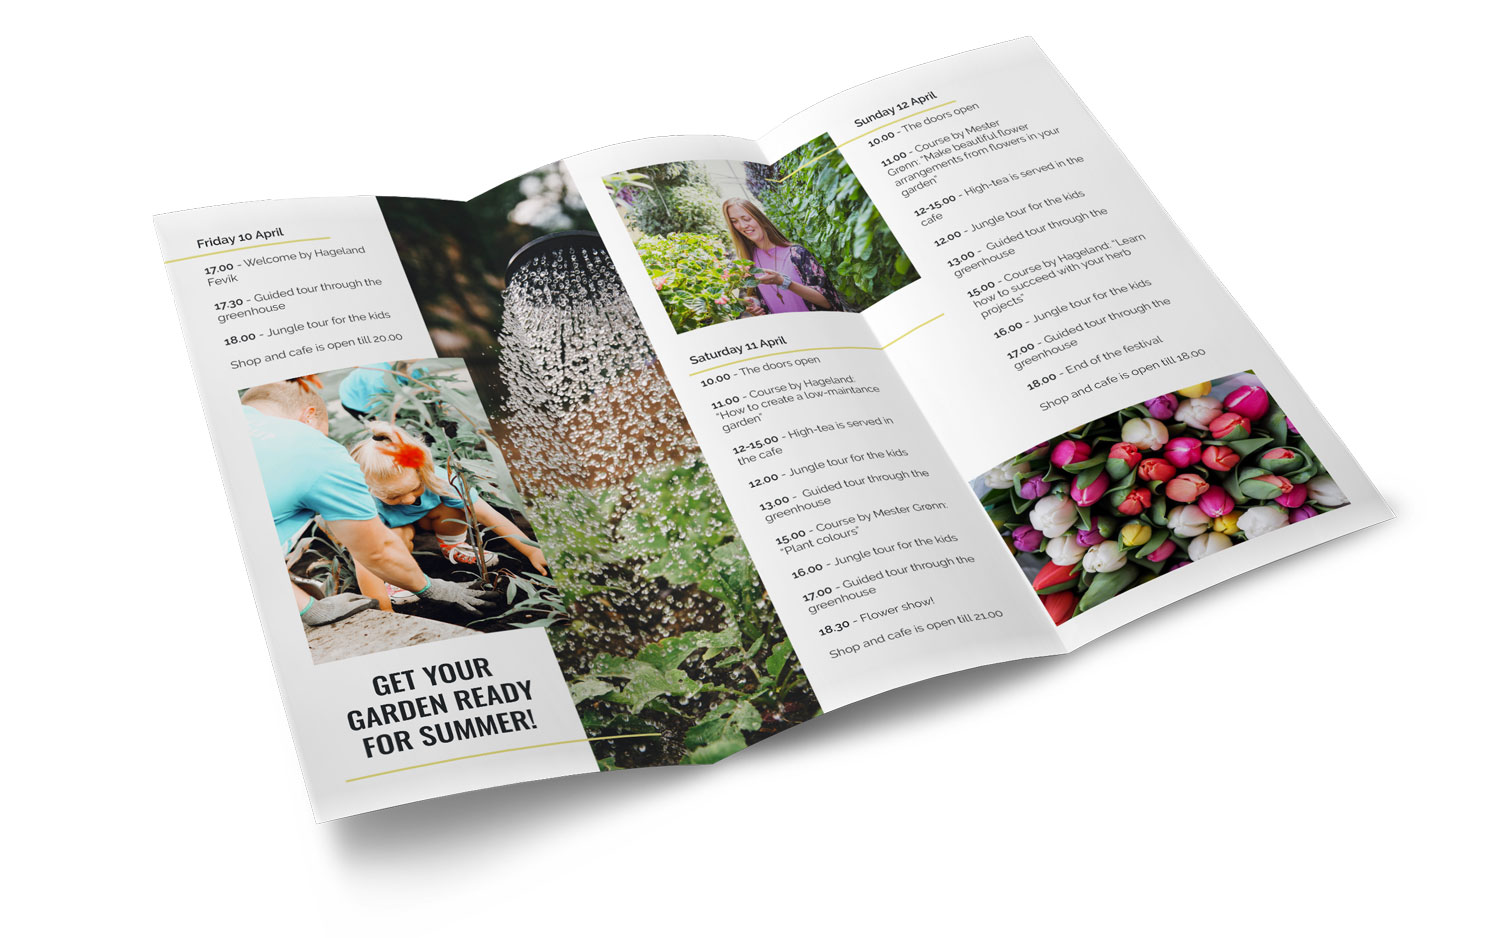 Friday 10 April
17.00 - Welcome by Hageland
Fevik
17.30 - Guided tour through the
greenhouse
18.00 - Jungle tour for the kids
Shop and cafe is open till 20.00
GET YOUR
GARDEN READY
FOR SUMMER!
Saturday 11 April
10.00 - The doors open
11.00 - Course by Hageland:
"How to create a low-maintance
garden"
12-15.00 - High-tea is served in
the cafe
12.00 - Jungle tour for the kids
13.00 - Guided tour through the
greenhouse
15.00 - Course by Mester Grønn:
"Plant colours"
16.00 - Jungle tour for the kids
17.00 - Guided tour through the
greenhouse
18.30 - Flower show!
Shop and cafe is open till 21.00
Sunday 12 April
10.00 - The doors open
11.00 - Course by Mester
Grønn: "Make beautiful flower
arrangements from flowers in your
garden"
12-15.00 - High-tea is served in the
cafe
12.00 - Jungle tour for the kids
13.00 - Guided tour through the
greenhouse
15.00 - Course by Hageland: "Learn
how to succeed with your herb
projects"
16.00 - Jungle tour for the kids
17.00 - Guided tour through the
greenhouse
18.00 - End of the festival
Shop and cafe is open till 18.00